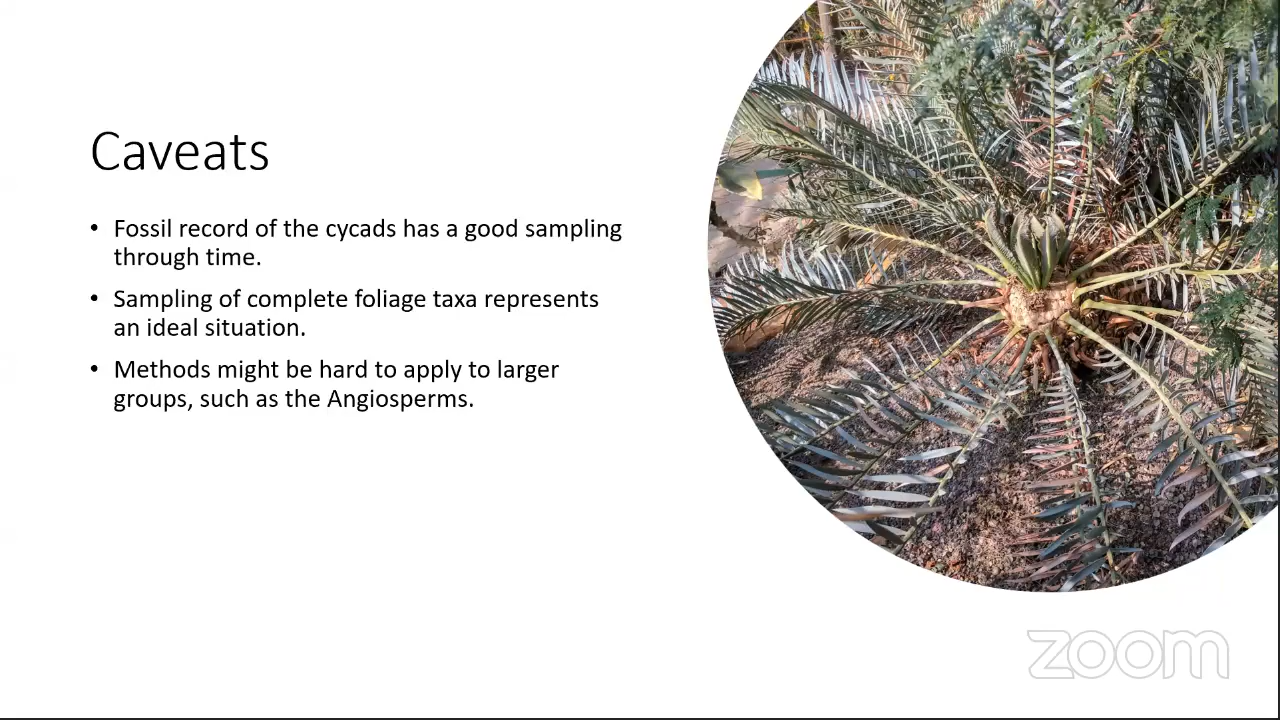 Caveats
• Fossil record of the cycads has a good sampling
through time.
• Sampling of complete foliage taxa represents
an ideal situation.
• Methods might be hard to apply to larger
groups, such as the Angiosperms.
zoom